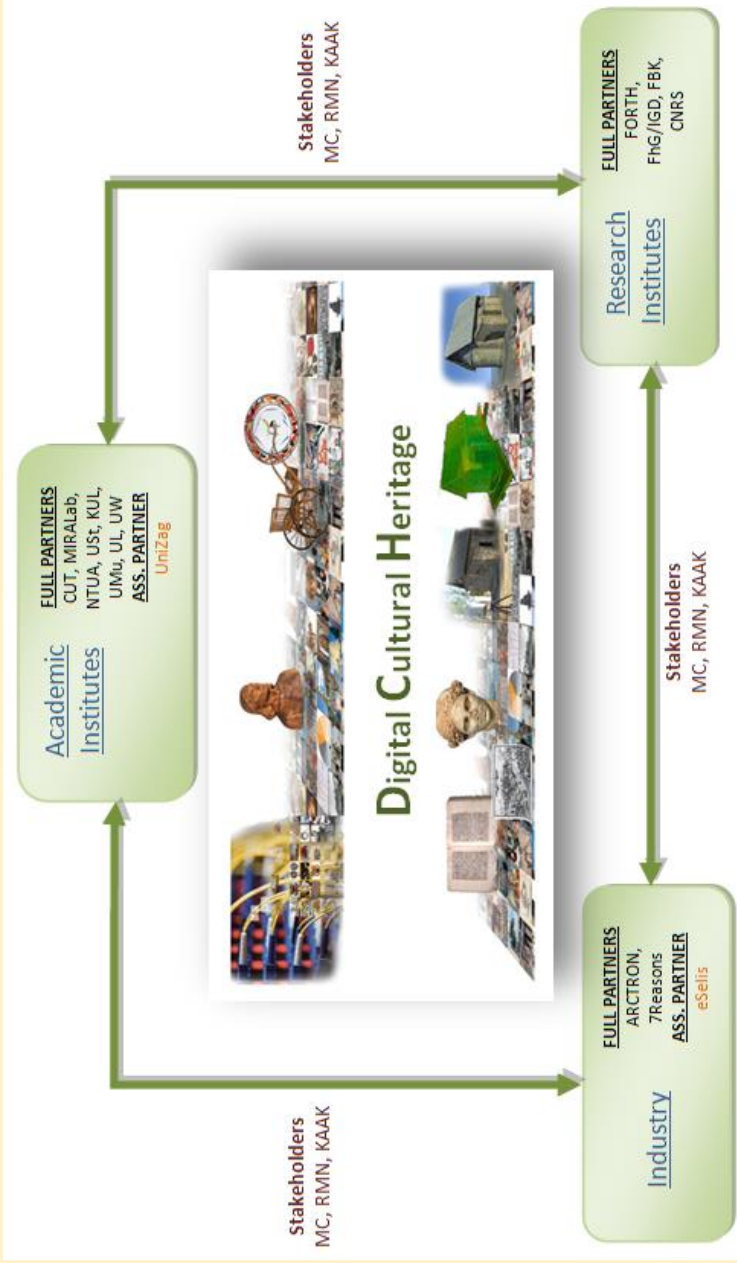 Academic
Institutes
FULL PARTNERS
CUT, MIRALab,
NTUA, USt, KUL,
UMu, UL, UW
ASS. PARTNER
UniZag
Stakeholders
MC, RMN, KAAK
Stakeholders
MC, RMN, KAAK
Digital Cultural Heritage
Industry
FULL PARTNERS
ARCTRON,
7Reasons
ASS. PARTNER
eSelis
Stakeholders
MC, RMN, KAAK
Research
Institutes
FULL PARTNERS
FORTH,
FhG/IGD, FBK,
CNRS